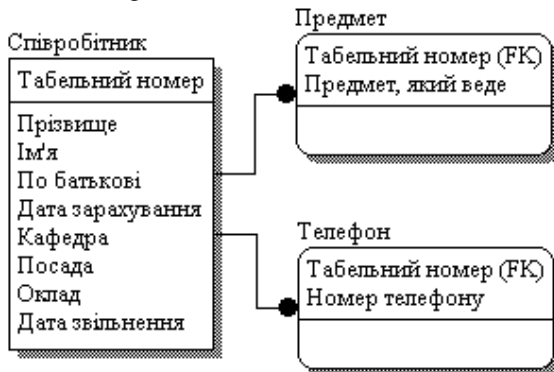 Співробітник
Табельний номер
Прізвище
Ім'я
По батькові
Дата зарахування
Кафедра
Посада
Оклад
Дата звільнення
Предмет
Табельний номер (FK)
Предмет, який веде
Телефон
Табельний номер (FK)
Номер телефону